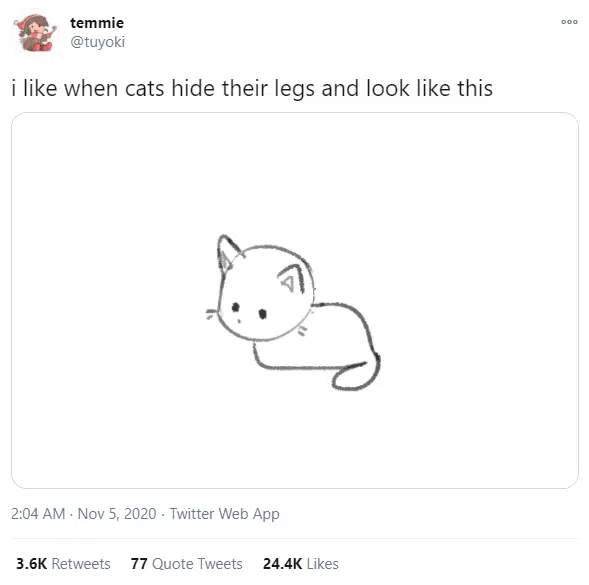 temmie
@tuyoki
i like when cats hide their legs and look like this
2:04 AM · Nov 5, 2020 · Twitter Web App
3.6K Retweets 77 Quote Tweets 24.4K Likes